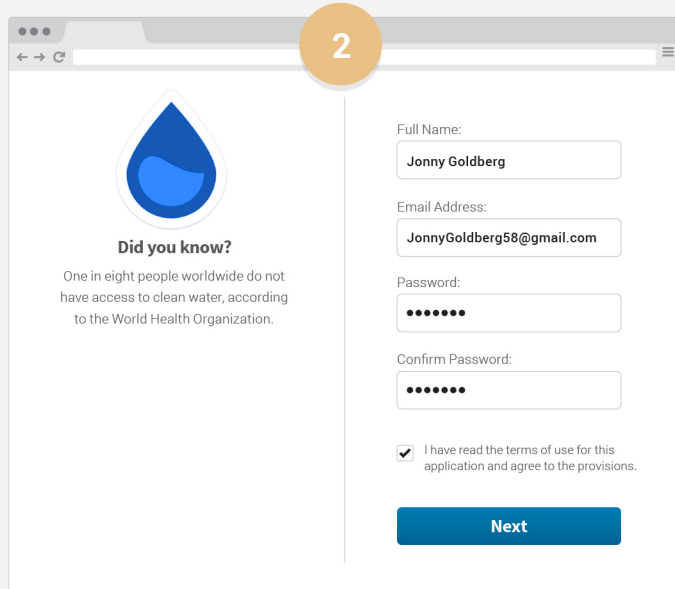 2
Did you know?
One in eight people worldwide do not
have access to clean water, according
to the World Health Organization.
Full Name:
Jonny Goldberg
Email Address:
JonnyGoldberg58@gmail.com
Password:
•••••••
Confirm Password:
•••••••
I have read the terms of use for this
application and agree to the provisions.
Next